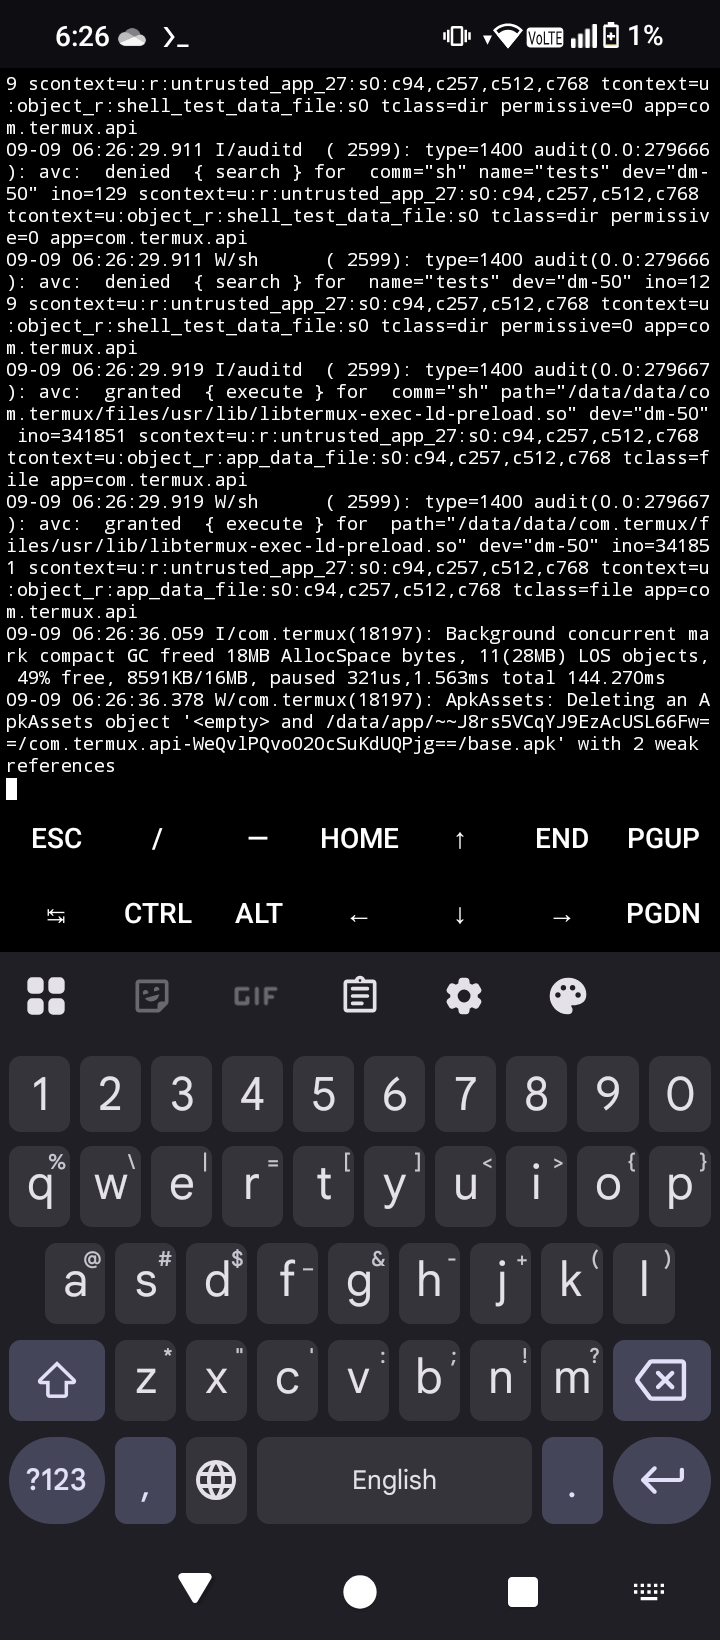 6:26 VoLTE 1%
9 scontext=u:r:untrusted_app_27:s0:c94,c257,c512,c768 tcontext=u
:object_r:shell_test_data_file:s0 tclass=dir permissive=0 app=co
m.termux.api
09-09 06:26:29.911 I/auditd  ( 2599): type=1400 audit(0.0:279666
): avc:  denied  { search } for  comm="sh" name="tests" dev="dm-
50" ino=129 scontext=u:r:untrusted_app_27:s0:c94,c257,c512,c768
tcontext=u:object_r:shell_test_data_file:s0 tclass=dir permissiv
e=0 app=com.termux.api
09-09 06:26:29.911 W/sh      ( 2599): type=1400 audit(0.0:279666
): avc:  denied  { search } for  name="tests" dev="dm-50" ino=12
9 scontext=u:r:untrusted_app_27:s0:c94,c257,c512,c768 tcontext=u
:object_r:shell_test_data_file:s0 tclass=dir permissive=0 app=co
m.termux.api
09-09 06:26:29.919 I/auditd  ( 2599): type=1400 audit(0.0:279667
): avc:  granted  { execute } for  comm="sh" path="/data/data/co
m.termux/files/usr/lib/libtermux-exec-ld-preload.so" dev="dm-50"
 ino=341851 scontext=u:r:untrusted_app_27:s0:c94,c257,c512,c768
tcontext=u:object_r:app_data_file:s0:c94,c257,c512,c768 tclass=f
ile app=com.termux.api
09-09 06:26:29.919 W/sh      ( 2599): type=1400 audit(0.0:279667
): avc:  granted  { execute } for  path="/data/data/com.termux/f
iles/usr/lib/libtermux-exec-ld-preload.so" dev="dm-50" ino=34185
1 scontext=u:r:untrusted_app_27:s0:c94,c257,c512,c768 tcontext=u
:object_r:app_data_file:s0:c94,c257,c512,c768 tclass=file app=co
m.termux.api
09-09 06:26:36.059 I/com.termux(18197): Background concurrent ma
rk compact GC freed 18MB AllocSpace bytes, 11(28MB) LOS objects,
 49% free, 8591KB/16MB, paused 321us,1.563ms total 144.270ms
09-09 06:26:36.378 W/com.termux(18197): ApkAssets: Deleting an A
pkAssets object '<empty> and /data/app/~~J8rs5VCqYJ9EzAcUSL66Fw=
=/com.termux.api-WeQvlPQvoO2OcSuKdUQPjg==/base.apk' with 2 weak
references
ESC / — HOME ↑ END PGUP
↹ CTRL ALT ← ↓ → PGDN
GIF
1 2 3 4 5 6 7 8 9 0
% \ | = [ ] < > { }
q w e r t y u i o p
@ # $ _ & - + ( )
a s d f g h j k l
* " ' : ; ! ?
z x c v b n m
?123 , English .